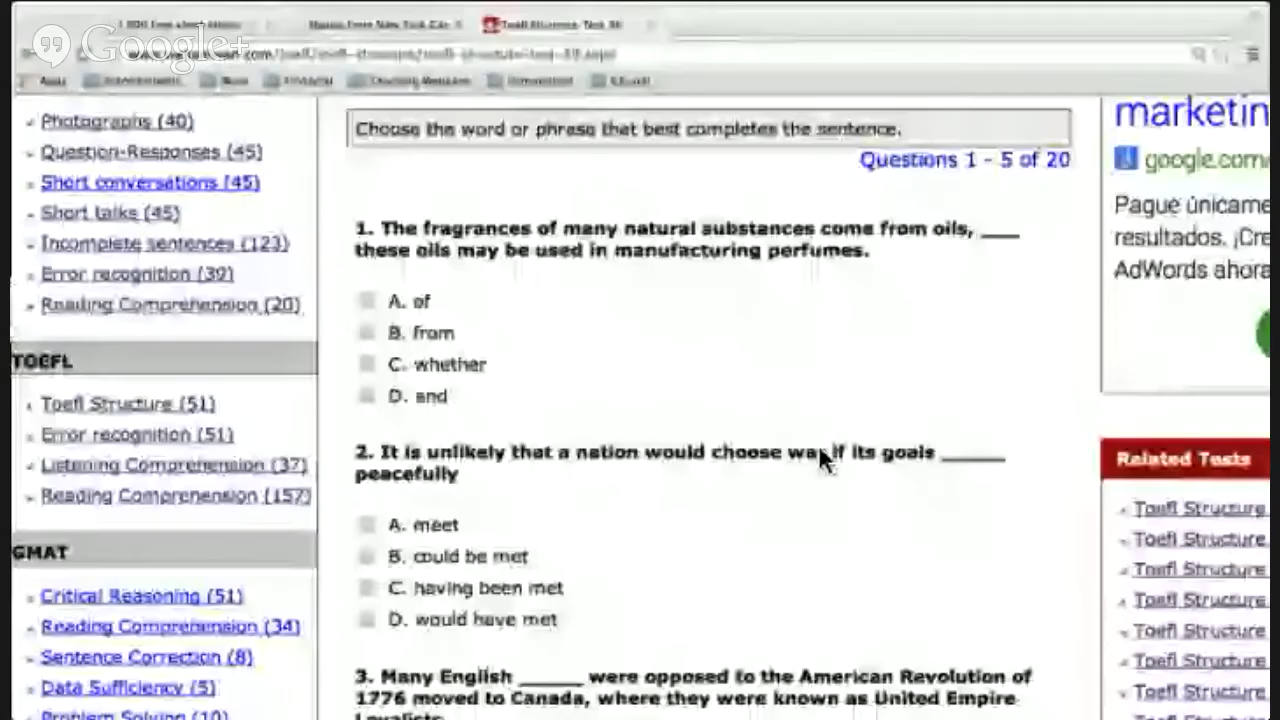 Google+
Toefl Structure Test
Photographs (40)
Question-Responses (45)
Short conversations (45)
Short talks (45)
Incomplete sentences (123)
Error recognition (39)
Reading Comprehension (20)
TOEFL
Toefl Structure (51)
Error recognition (51)
Listening Comprehension (37)
Reading Comprehension (157)
GMAT
Critical Reasoning (51)
Reading Comprehension (34)
Sentence Correction (8)
Data Sufficiency (5)
Problem Solving (10)
Choose the word or phrase that best completes the sentence.
Questions 1 - 5 of 20
1. The fragrances of many natural substances come from oils, ____
these oils may be used in manufacturing perfumes.
A. of
B. from
C. whether
D. and
2. It is unlikely that a nation would choose war if its goals ______
peacefully
A. meet
B. could be met
C. having been met
D. would have met
3. Many English ______ were opposed to the American Revolution of
1776 moved to Canada, where they were known as United Empire
Loyalists
marketin
google.com/
Pague únicame
resultados. ¡Cre
AdWords ahora
Related Tests
Toefl Structure
Toefl Structure
Toefl Structure
Toefl Structure
Toefl Structure
Toefl Structure
Toefl Structure